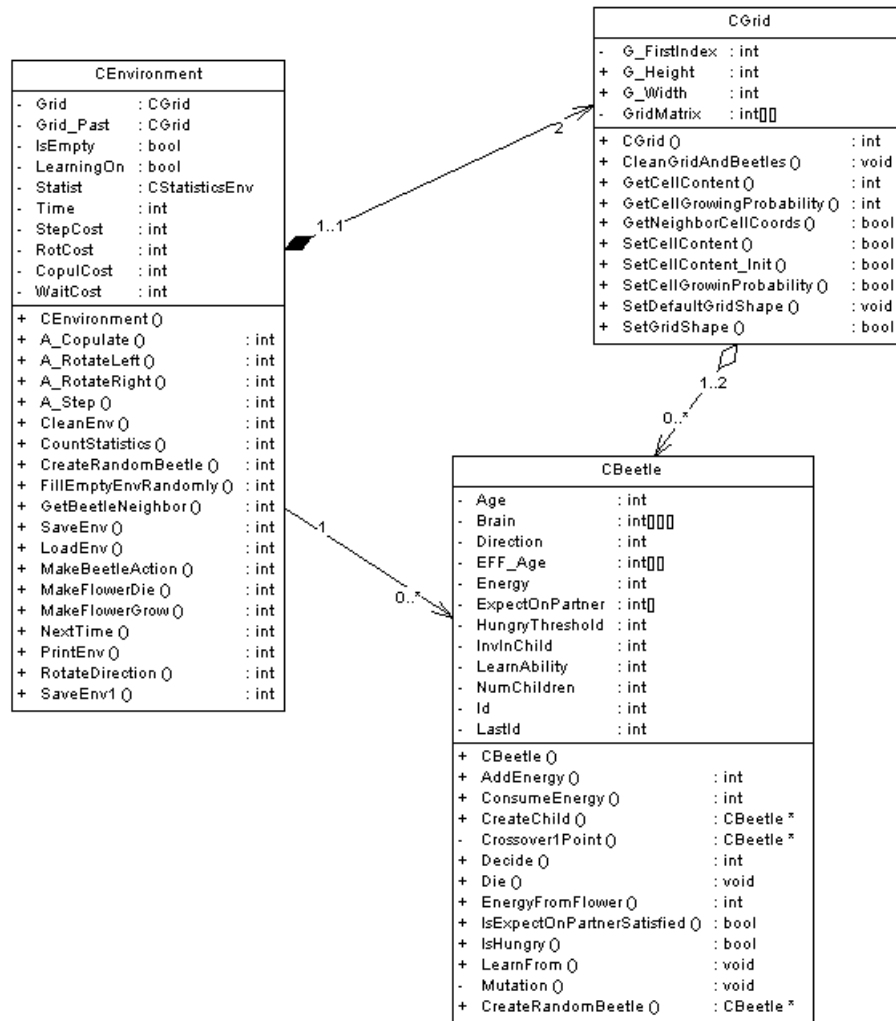 CEnvironment
- Grid : CGrid
- Grid_Past : CGrid
- IsEmpty : bool
- LearningOn : bool
- Statist : CStatisticsEnv
- Time : int
- StepCost : int
- RotCost : int
- CopulCost : int
- WaitCost : int
+ CEnvironment ()
+ A_Copulate () : int
+ A_RotateLeft () : int
+ A_RotateRight () : int
+ A_Step () : int
+ CleanEnv () : int
+ CountStatistics () : int
+ CreateRandomBeetle () : int
+ FillEmptyEnvRandomly () : int
+ GetBeetleNeighbor () : int
+ SaveEnv () : int
+ LoadEnv () : int
+ MakeBeetleAction () : int
+ MakeFlowerDie () : int
+ MakeFlowerGrow () : int
+ NextTime () : int
+ PrintEnv () : int
+ RotateDirection () : int
+ SaveEnv1 () : int
1..1
2
CGrid
- G_FirstIndex : int
+ G_Height : int
+ G_Width : int
- GridMatrix : int[][]
+ CGrid () : int
+ CleanGridAndBeetles () : void
+ GetCellContent () : int
+ GetCellGrowingProbability () : int
+ GetNeighborCellCoords () : bool
+ SetCellContent () : bool
+ SetCellContent_Init () : bool
+ SetCellGrowinProbability () : bool
+ SetDefaultGridShape () : void
+ SetGridShape () : bool
1..2
0..*
1
0..*
CBeetle
- Age : int
- Brain : int[][][]
- Direction : int
- EFF_Age : int[][]
- Energy : int
- ExpectOnPartner : int[]
- HungryThreshold : int
- InvInChild : int
- LearnAbility : int
- NumChildren : int
- Id : int
- LastId : int
+ CBeetle ()
+ AddEnergy () : int
+ ConsumeEnergy () : int
+ CreateChild () : CBeetle *
- Crossover1Point () : CBeetle *
+ Decide () : int
+ Die () : void
+ EnergyFromFlower () : int
+ IsExpectOnPartnerSatisfied () : bool
+ IsHungry () : bool
+ LearnFrom () : void
- Mutation () : void
+ CreateRandomBeetle () : CBeetle *